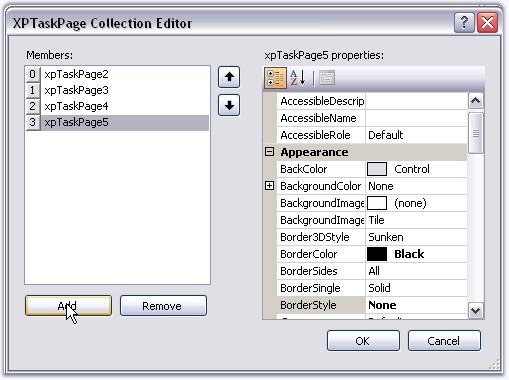 XPTaskPage Collection Editor
Members:
0 xpTaskPage2
1 xpTaskPage3
2 xpTaskPage4
3 xpTaskPage5
Add
Remove
xpTaskPage5 properties:
AccessibleDescrip
AccessibleName
AccessibleRole Default
Appearance
BackColor Control
BackgroundColor None
BackgroundImage (none)
BackgroundImage Tile
Border3DStyle Sunken
BorderColor Black
BorderSides All
BorderSingle Solid
BorderStyle None
OK
Cancel